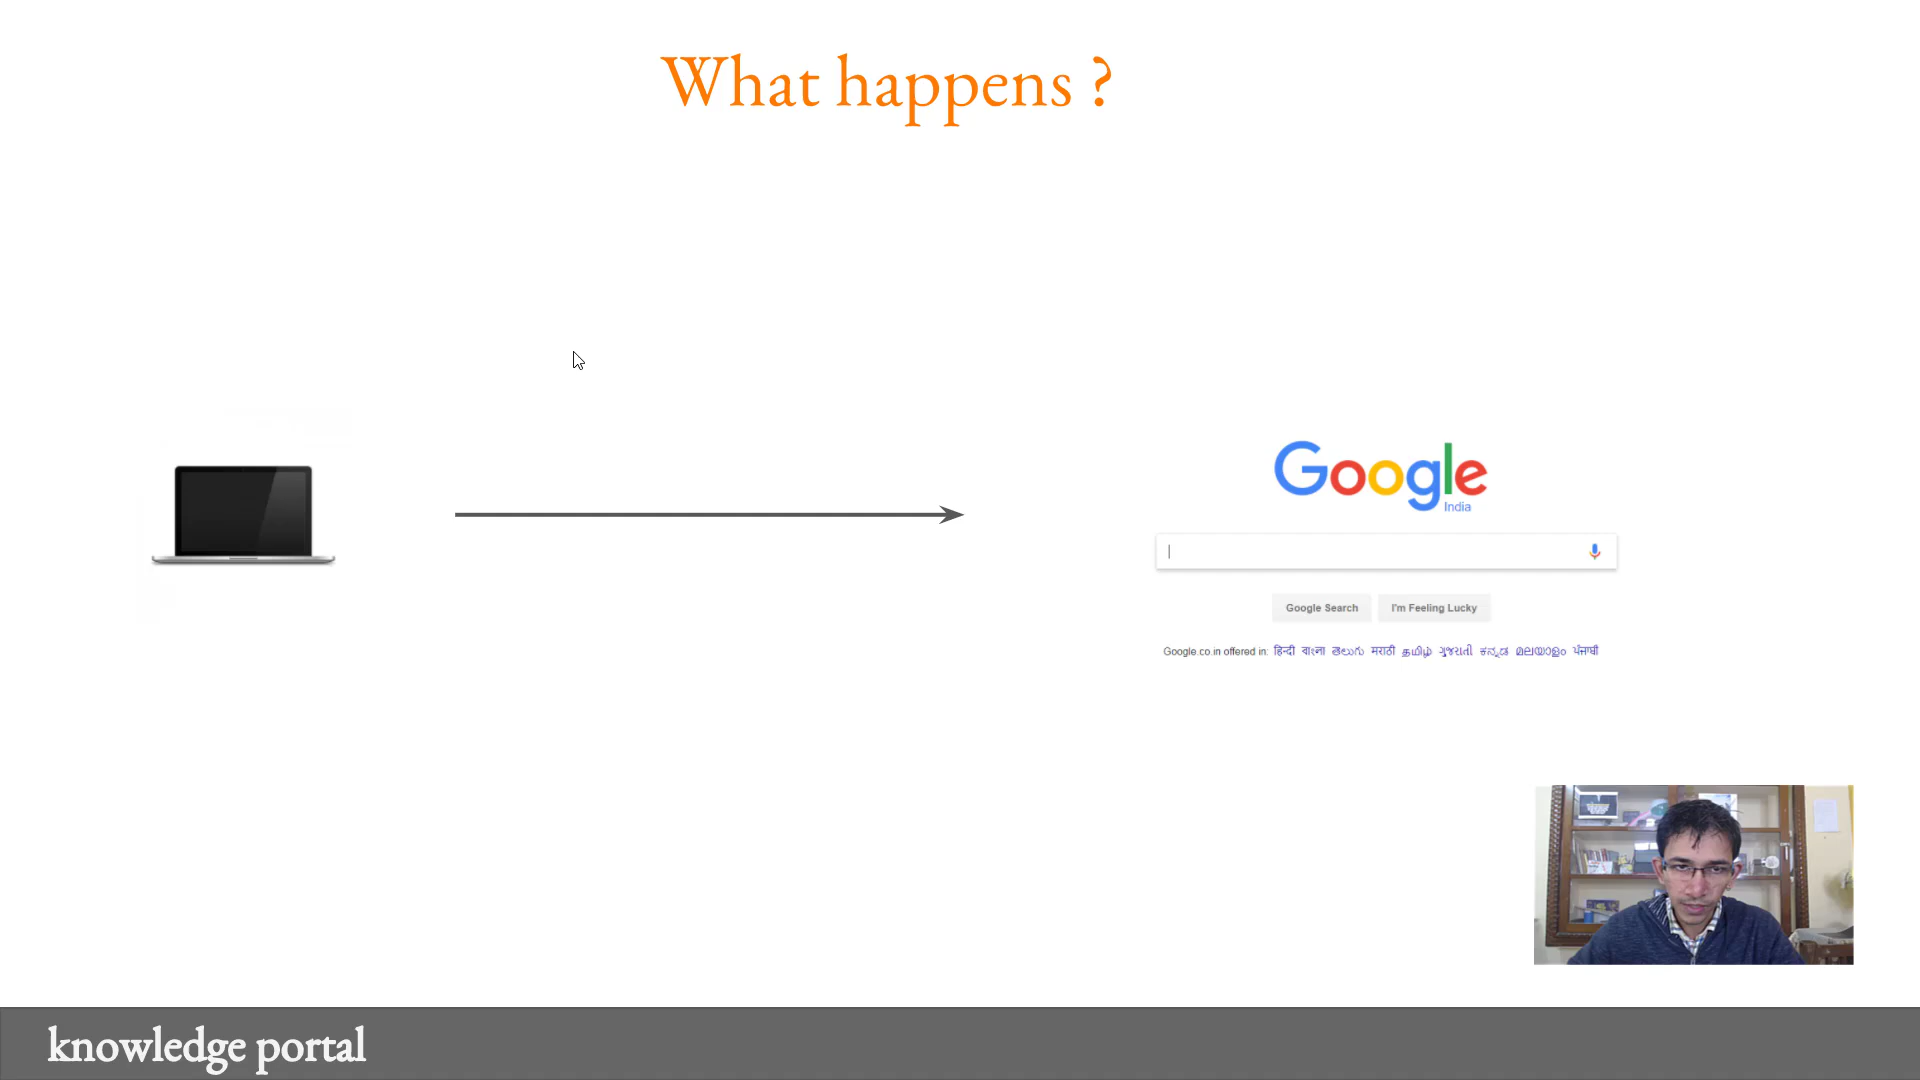 What happens ?
Google
India
Google Search
I'm Feeling Lucky
Google.co.in offered in: हिन्दी বাংলা తెలుగు मराठी தமிழ் ગુજરાતી ಕನ್ನಡ മലയാളം ਪੰਜਾਬੀ
knowledge portal